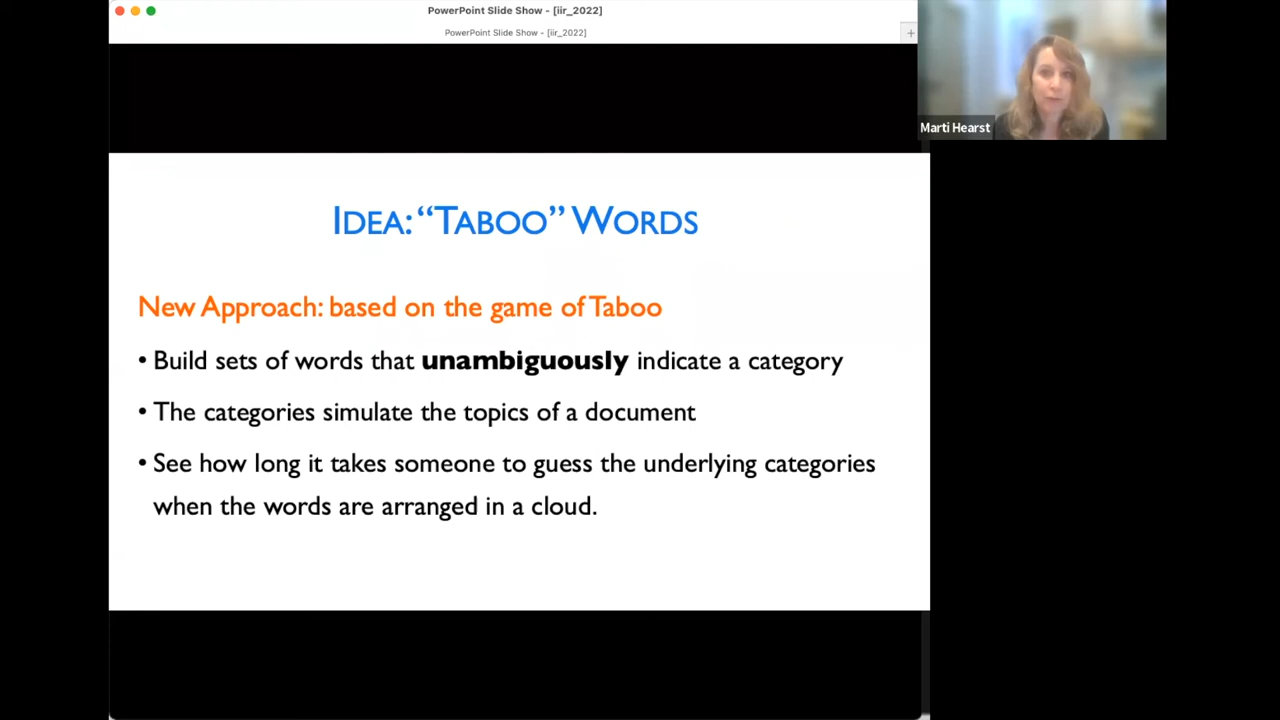 PowerPoint Slide Show - [iir_2022]
PowerPoint Slide Show - [iir_2022]
+
Marti Hearst
IDEA: “TABOO” WORDS
New Approach: based on the game of Taboo
• Build sets of words that unambiguously indicate a category
• The categories simulate the topics of a document
• See how long it takes someone to guess the underlying categories
when the words are arranged in a cloud.